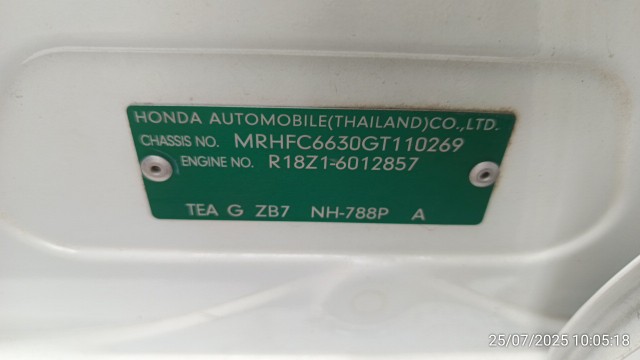 HONDA AUTOMOBILE(THAILAND)CO.,LTD.
CHASSIS NO. MRHFC6630GT110269
ENGINE NO. R18Z1-6012857
TEA G ZB7 NH-788P A
25/07/2025 10:05:18